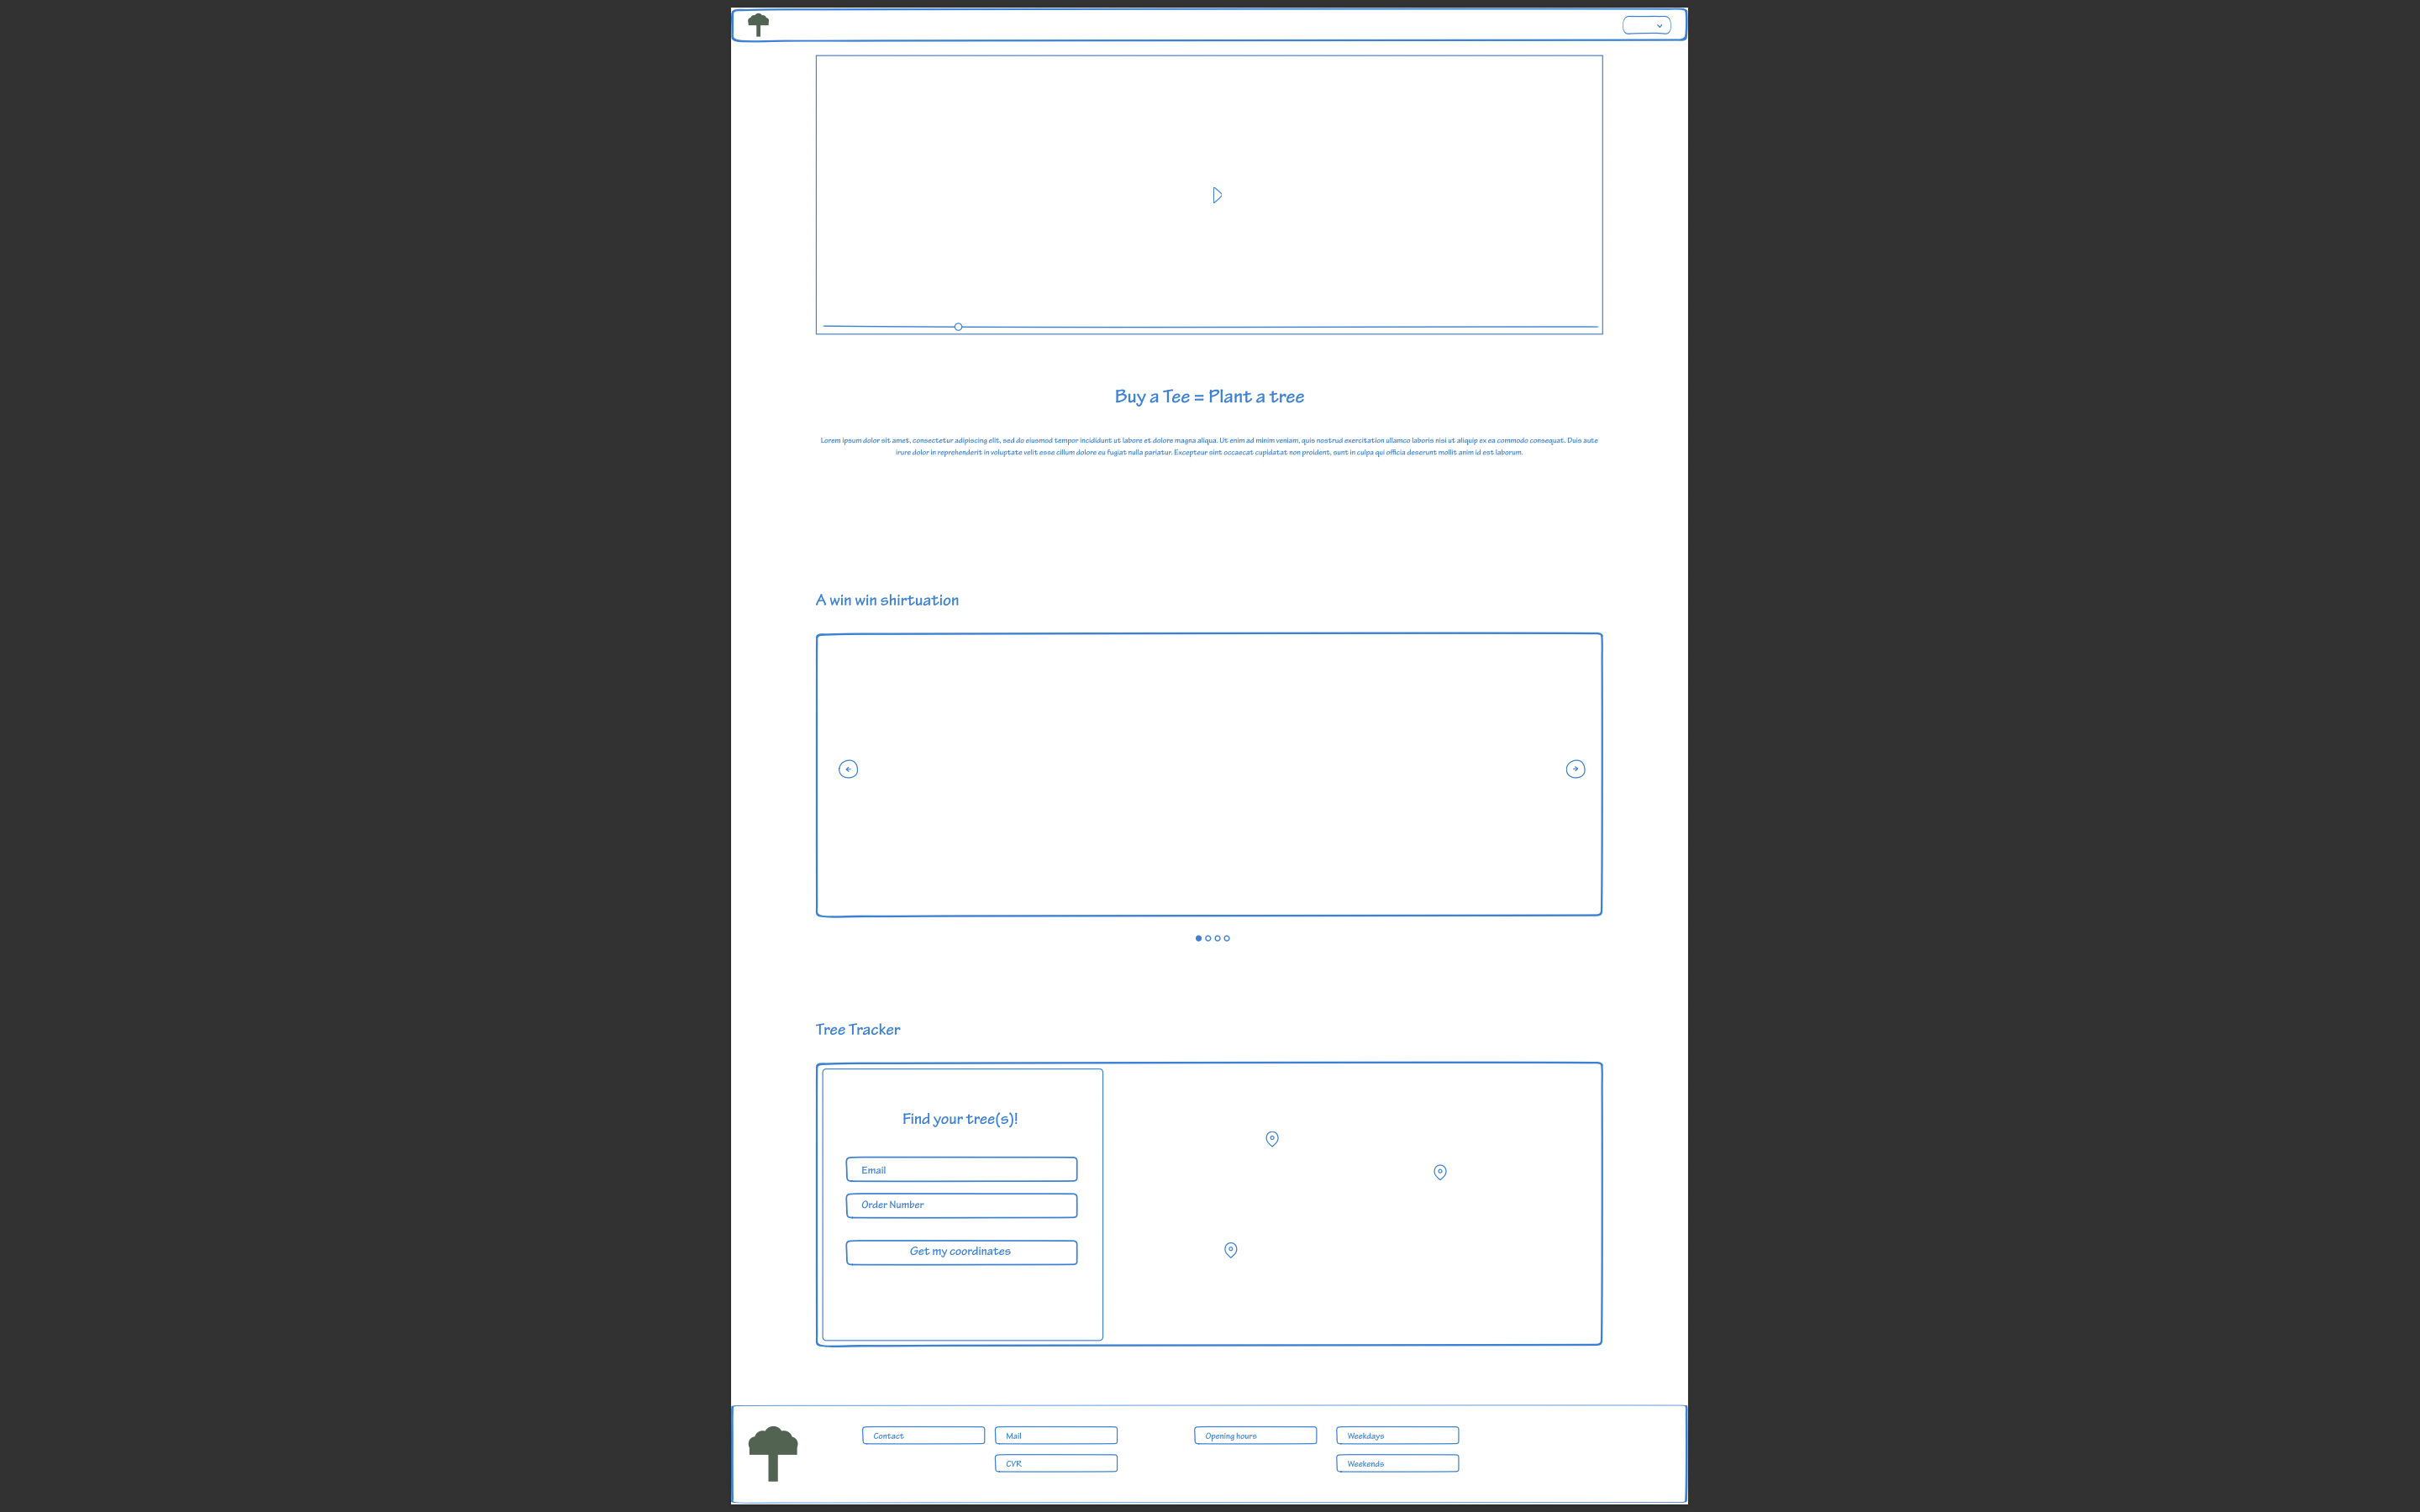 Buy a Tee = Plant a tree
Lorem ipsum dolor sit amet, consectetur adipiscing elit, sed do eiusmod tempor incididunt ut labore et dolore magna aliqua. Ut enim ad minim veniam, quis nostrud exercitation ullamco laboris nisi ut aliquip ex ea commodo consequat. Duis aute
irure dolor in reprehenderit in voluptate velit esse cillum dolore eu fugiat nulla pariatur. Excepteur sint occaecat cupidatat non proident, sunt in culpa qui officia deserunt mollit anim id est laborum.
A win win shirtuation
Tree Tracker
Find your tree(s)!
Email
Order Number
Get my coordinates
Contact
Mail
CVR
Opening hours
Weekdays
Weekends